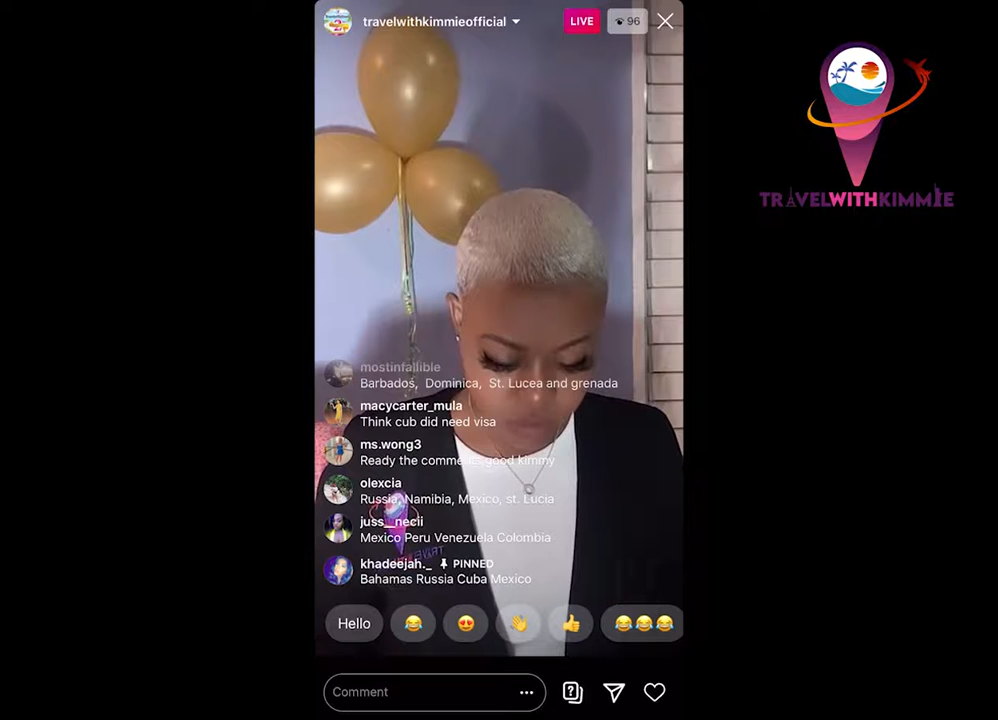 travelwithkimmieofficial
LIVE
96
TRAVELWITHKIMMIE
mostinfallible
Barbados, Dominica, St. Lucea and grenada
macycarter_mula
Think cub did need visa
ms.wong3
Ready the comments good kimmy
olexcia
Russia, Namibia, Mexico, st. Lucia
juss__necii
Mexico Peru Venezuela Colombia
khadeejah._ PINNED
Bahamas Russia Cuba Mexico
Hello
Comment